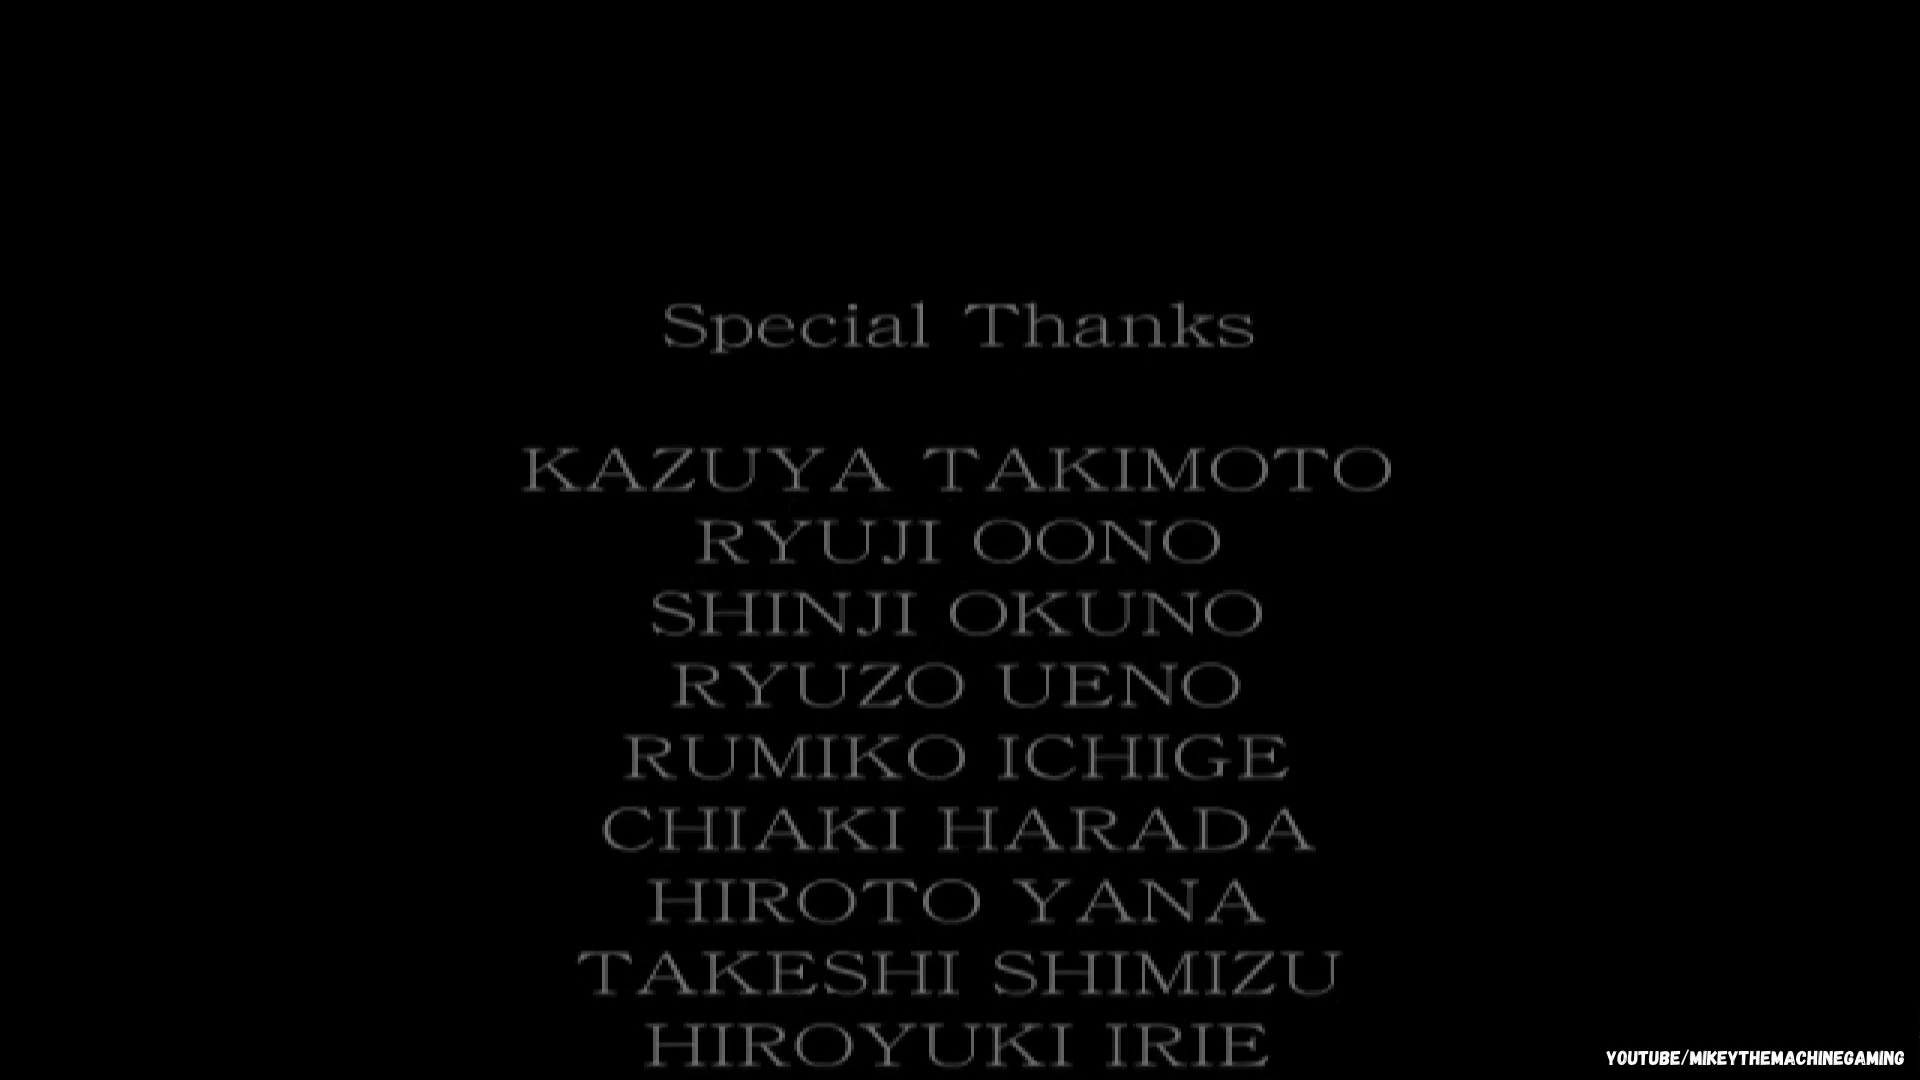 Special Thanks
KAZUYA TAKIMOTO
RYUJI OONO
SHINJI OKUNO
RYUZO UENO
RUMIKO ICHIGE
CHIAKI HARADA
HIROTO YANA
TAKESHI SHIMIZU
HIROYUKI IRIE
YOUTUBE/MIKEYTHEMACHINEGAMING